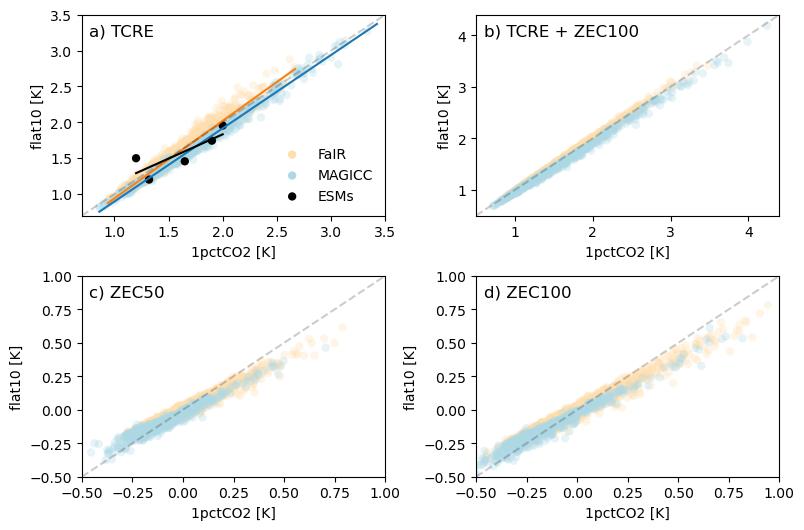 a) TCRE
3.5
3.0
2.5
2.0
1.5
1.0
flat10 [K]
FaIR
MAGICC
ESMs
1.0 1.5 2.0 2.5 3.0 3.5
1pctCO2 [K]
b) TCRE + ZEC100
4
3
2
1
flat10 [K]
1 2 3 4
1pctCO2 [K]
c) ZEC50
1.00
0.75
0.50
0.25
0.00
−0.25
−0.50
flat10 [K]
−0.50 −0.25 0.00 0.25 0.50 0.75 1.00
1pctCO2 [K]
d) ZEC100
1.00
0.75
0.50
0.25
0.00
−0.25
−0.50
flat10 [K]
−0.50 −0.25 0.00 0.25 0.50 0.75 1.00
1pctCO2 [K]